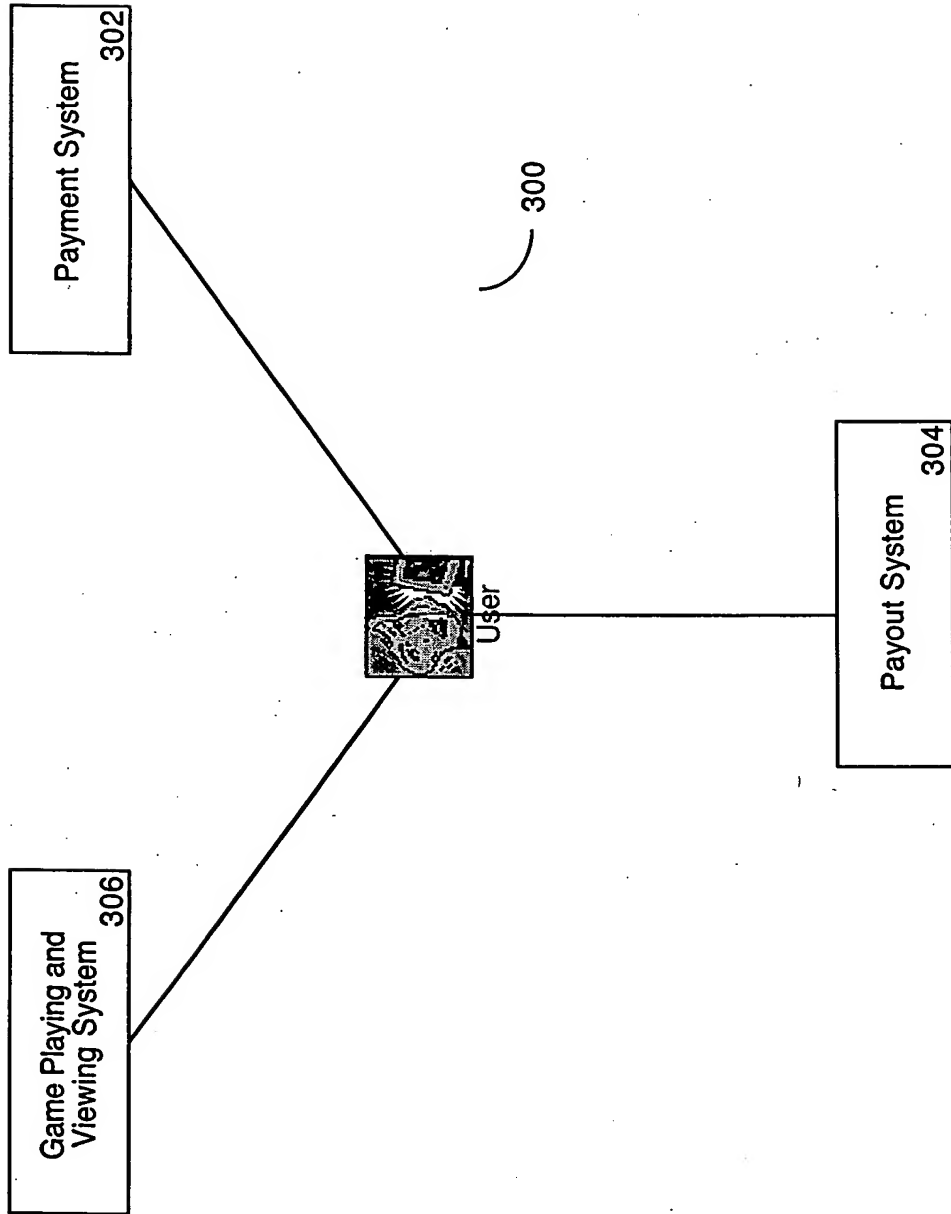 Game Playing and
Viewing System
306
Payment System
302
User
300
Payout System
304